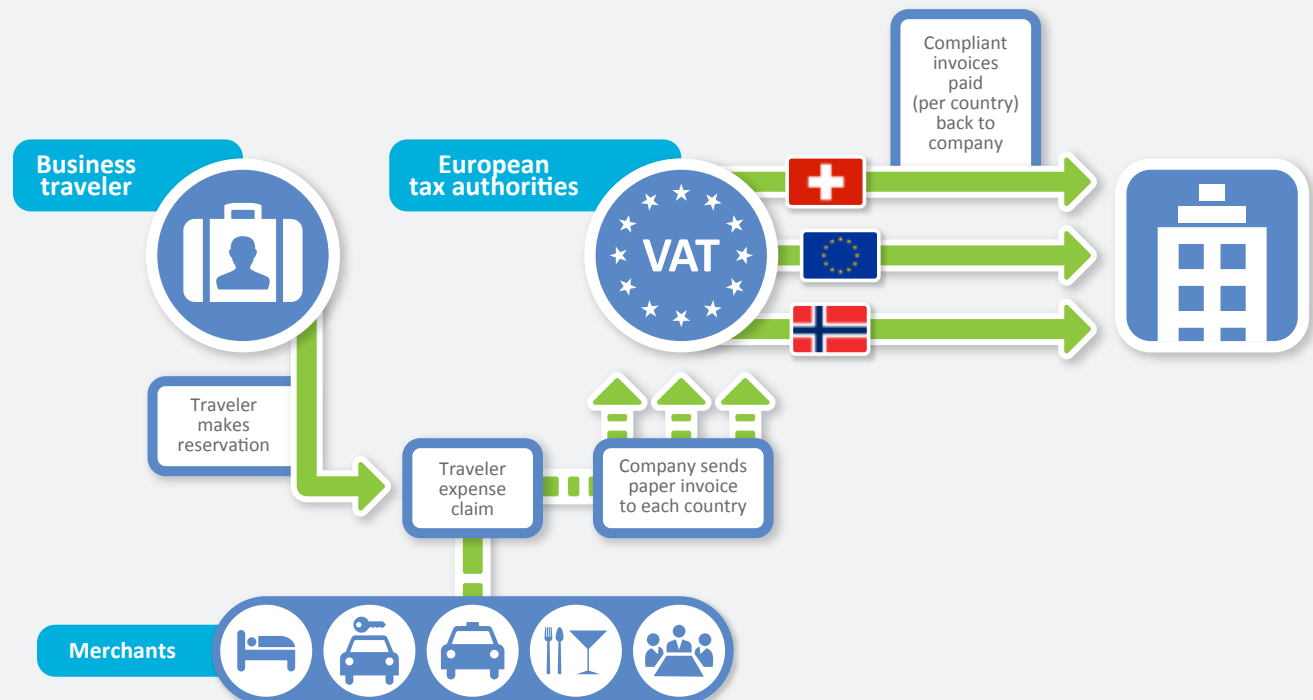 Business
traveler
European
tax authorities
Compliant
invoices
paid
(per country)
back to
company
VAT
Traveler
makes
reservation
Traveler
expense
claim
Company sends
paper invoice
to each country
Merchants